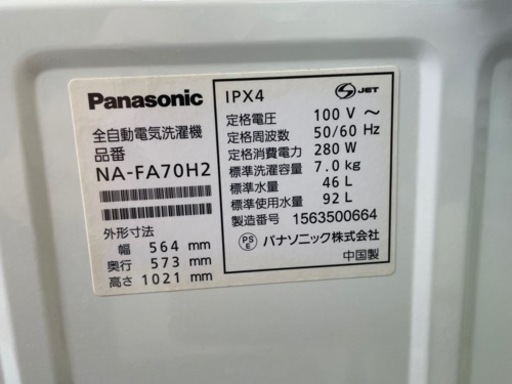 Panasonic
全自動電気洗濯機
品番
NA-FA70H2
外形寸法
幅 564 mm
奥行 573 mm
高さ 1021 mm
IPX4
S JET
定格電圧 100 V ～
定格周波数 50/60 Hz
定格消費電力 280 W
標準洗濯容量 7.0 kg
標準水量 46 L
標準使用水量 92 L
製造番号 1563500664
PS E パナソニック株式会社
中国製